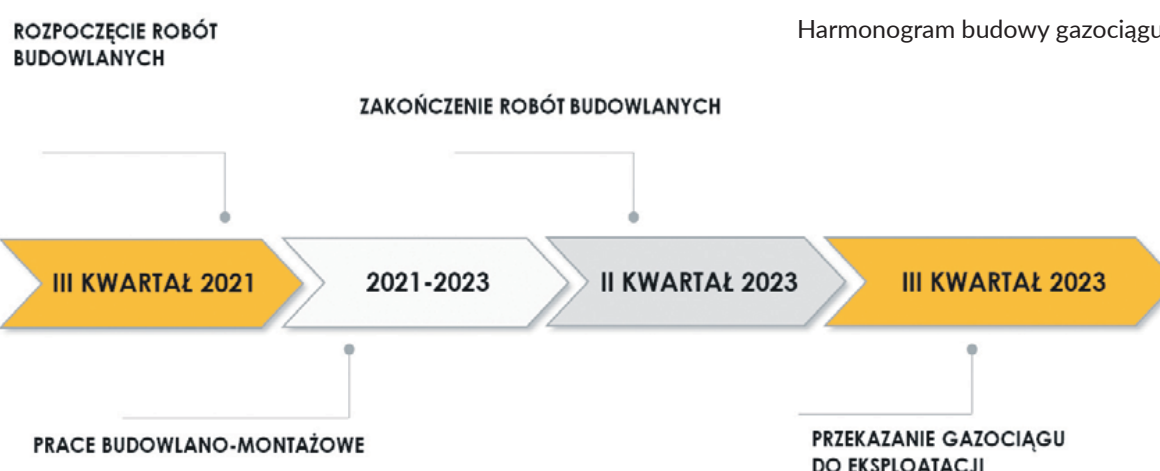 ROZPOCZĘCIE ROBÓT
BUDOWLANYCH
Harmonogram budowy gazociągu
ZAKOŃCZENIE ROBÓT BUDOWLANYCH
III KWARTAŁ 2021
2021-2023
II KWARTAŁ 2023
III KWARTAŁ 2023
PRACE BUDOWLANO-MONTAŻOWE
PRZEKAZANIE GAZOCIĄGU
DO EKSPLOATACJI